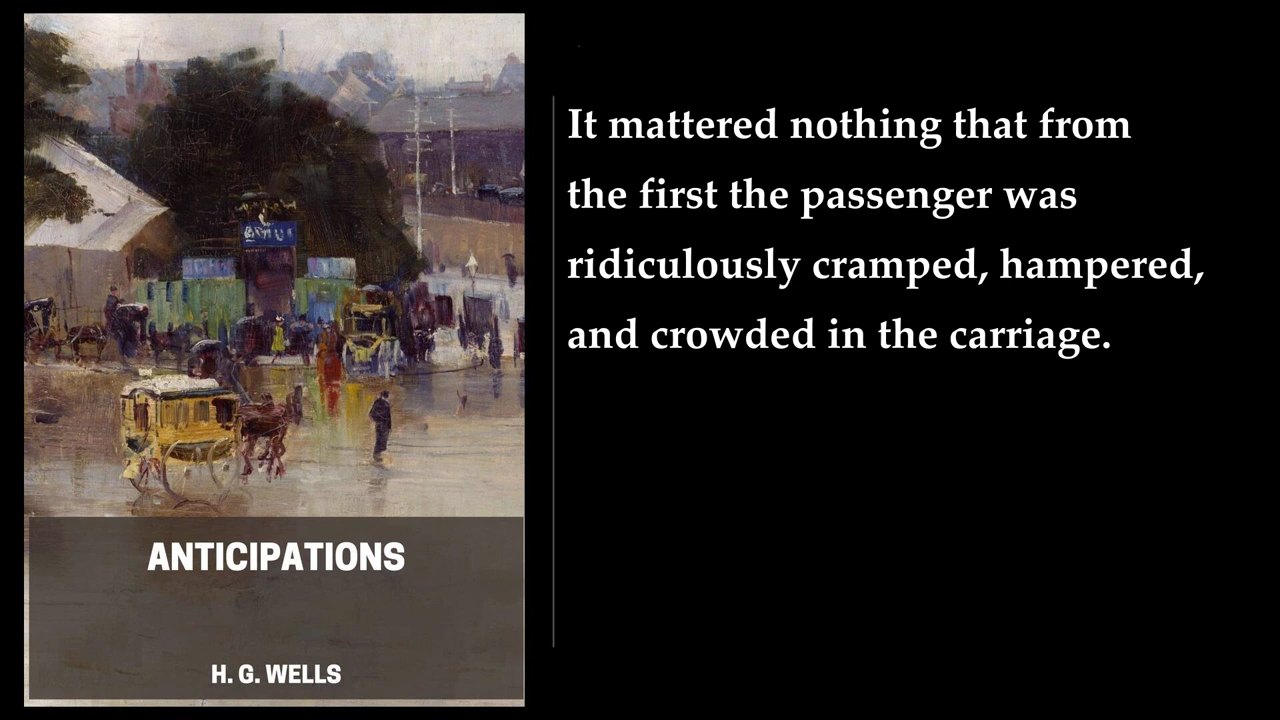 It mattered nothing that from
the first the passenger was
ridiculously cramped, hampered,
and crowded in the carriage.
ANTICIPATIONS
H. G. WELLS